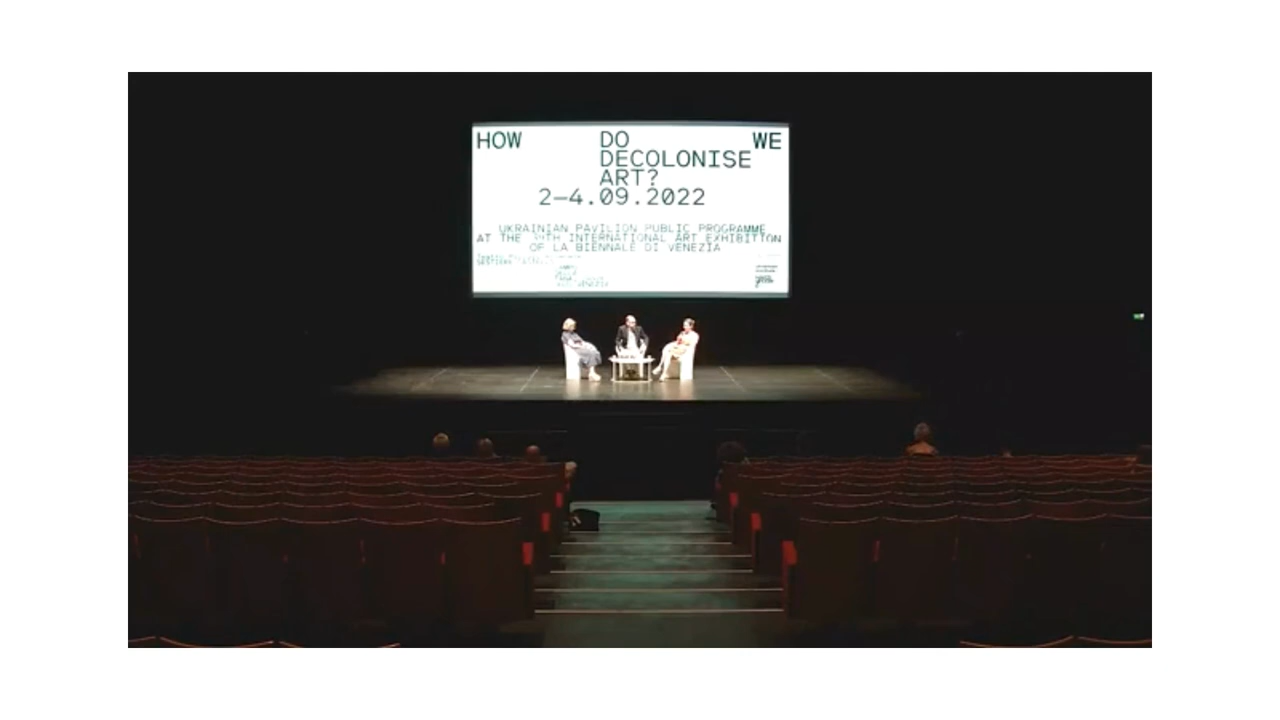 HOW DO WE
DECOLONISE
ART?
2–4.09.2022
UKRAINIAN PAVILION PUBLIC PROGRAMME
AT THE 59TH INTERNATIONAL ART EXHIBITION
OF LA BIENNALE DI VENEZIA